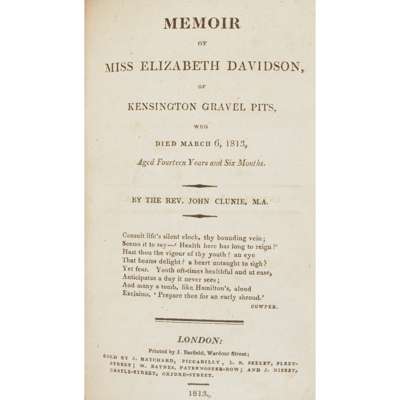 MEMOIR
OF
MISS ELIZABETH DAVIDSON,
OF
KENSINGTON GRAVEL PITS,
WHO
DIED MARCH 6, 1813,
Aged Fourteen Years and Six Months.
BY THE REV. JOHN CLUNIE, M.A.
Consult life's silent clock, thy bounding vein;
Seems it to say—‘ Health here has long to reign?’
Hast thou the vigour of thy youth? an eye
That beams delight? a heart untaught to sigh?
Yet fear. Youth oft-times healthful and at ease,
Anticipates a day it never sees;
And many a tomb, like Hamilton's, aloud
Exclaims, ‘ Prepare thee for an early shroud.’
COWPER.
LONDON:
Printed by J. Barfield, Wardour Street;
SOLD BY J. HATCHARD, PICCADILLY, L. B. SEELEY, FLEET-
STREET; W. BAYNES, PATERNOSTER-ROW; AND J. NISBET,
CASTLE-STREET, OXFORD-STREET.
1813.